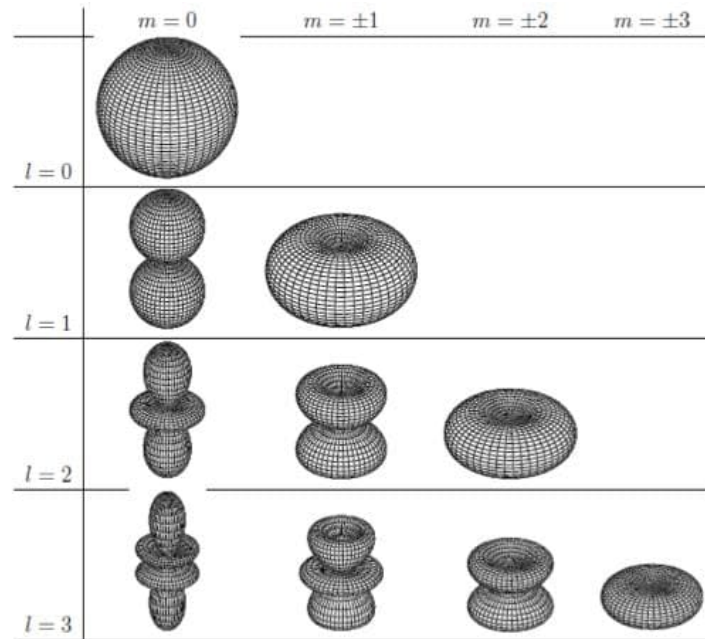 m = 0 m = ±1 m = ±2 m = ±3
l = 0
l = 1
l = 2
l = 3